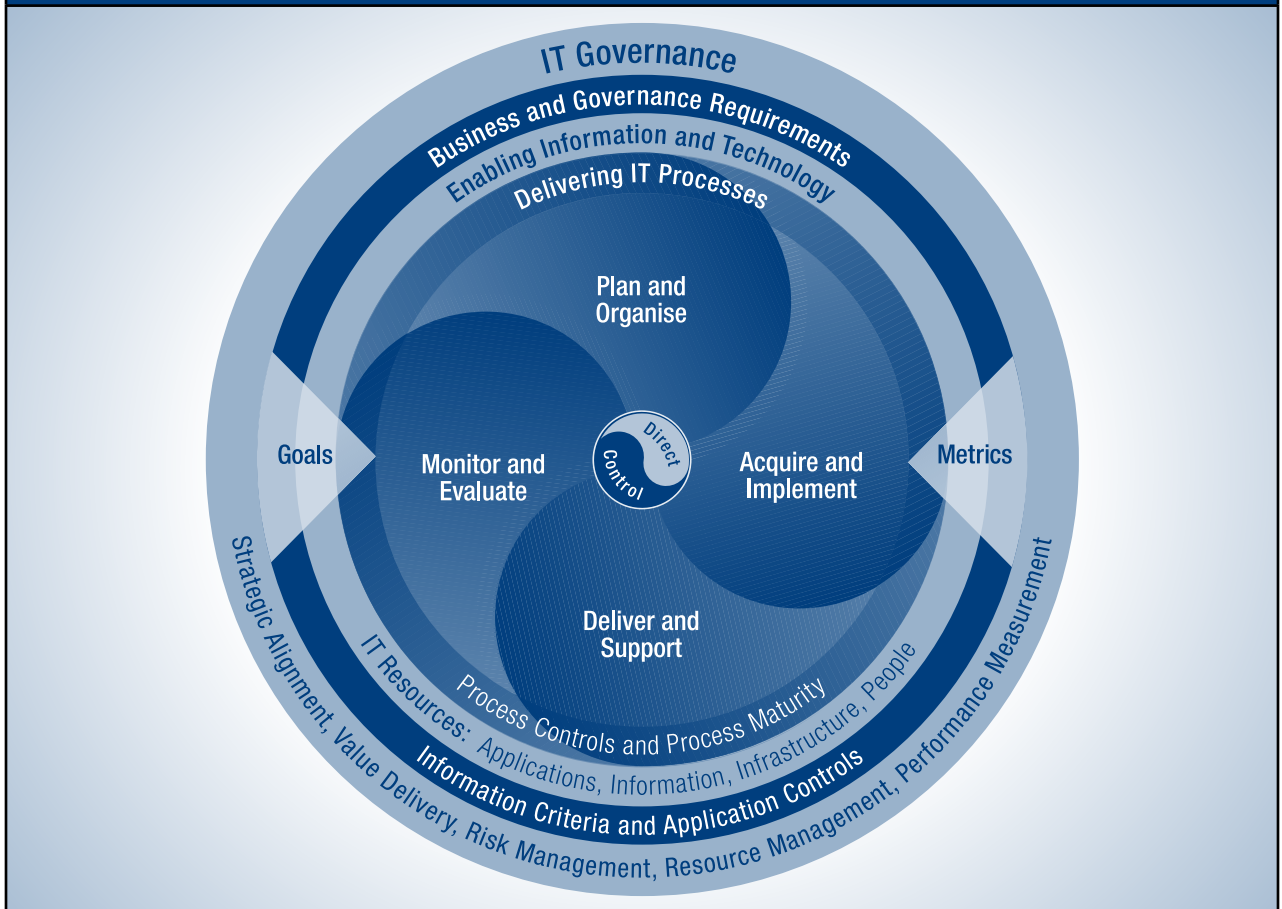 IT Governance
Business and Governance Requirements
Enabling Information and Technology
Delivering IT Processes
Plan and
Organise
Goals
Monitor and
Evaluate
Direct
Control
Acquire and
Implement
Metrics
Deliver and
Support
Process Controls and Process Maturity
IT Resources: Applications, Information, Infrastructure, People
Information Criteria and Application Controls
Strategic Alignment, Value Delivery, Risk Management, Resource Management, Performance Measurement